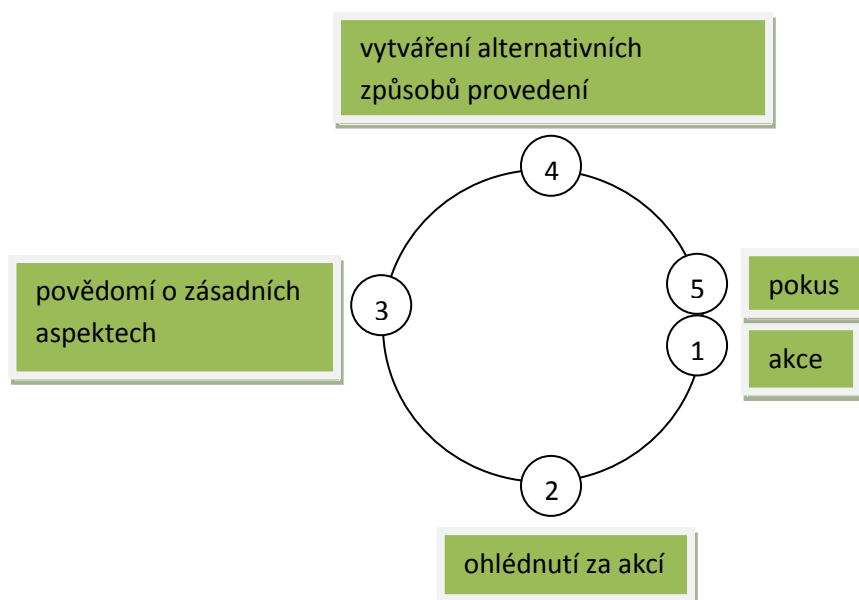 vytváření alternativních
způsobů provedení
4
povědomí o zásadních
aspektech
3
5
pokus
1
akce
2
ohlédnutí za akcí